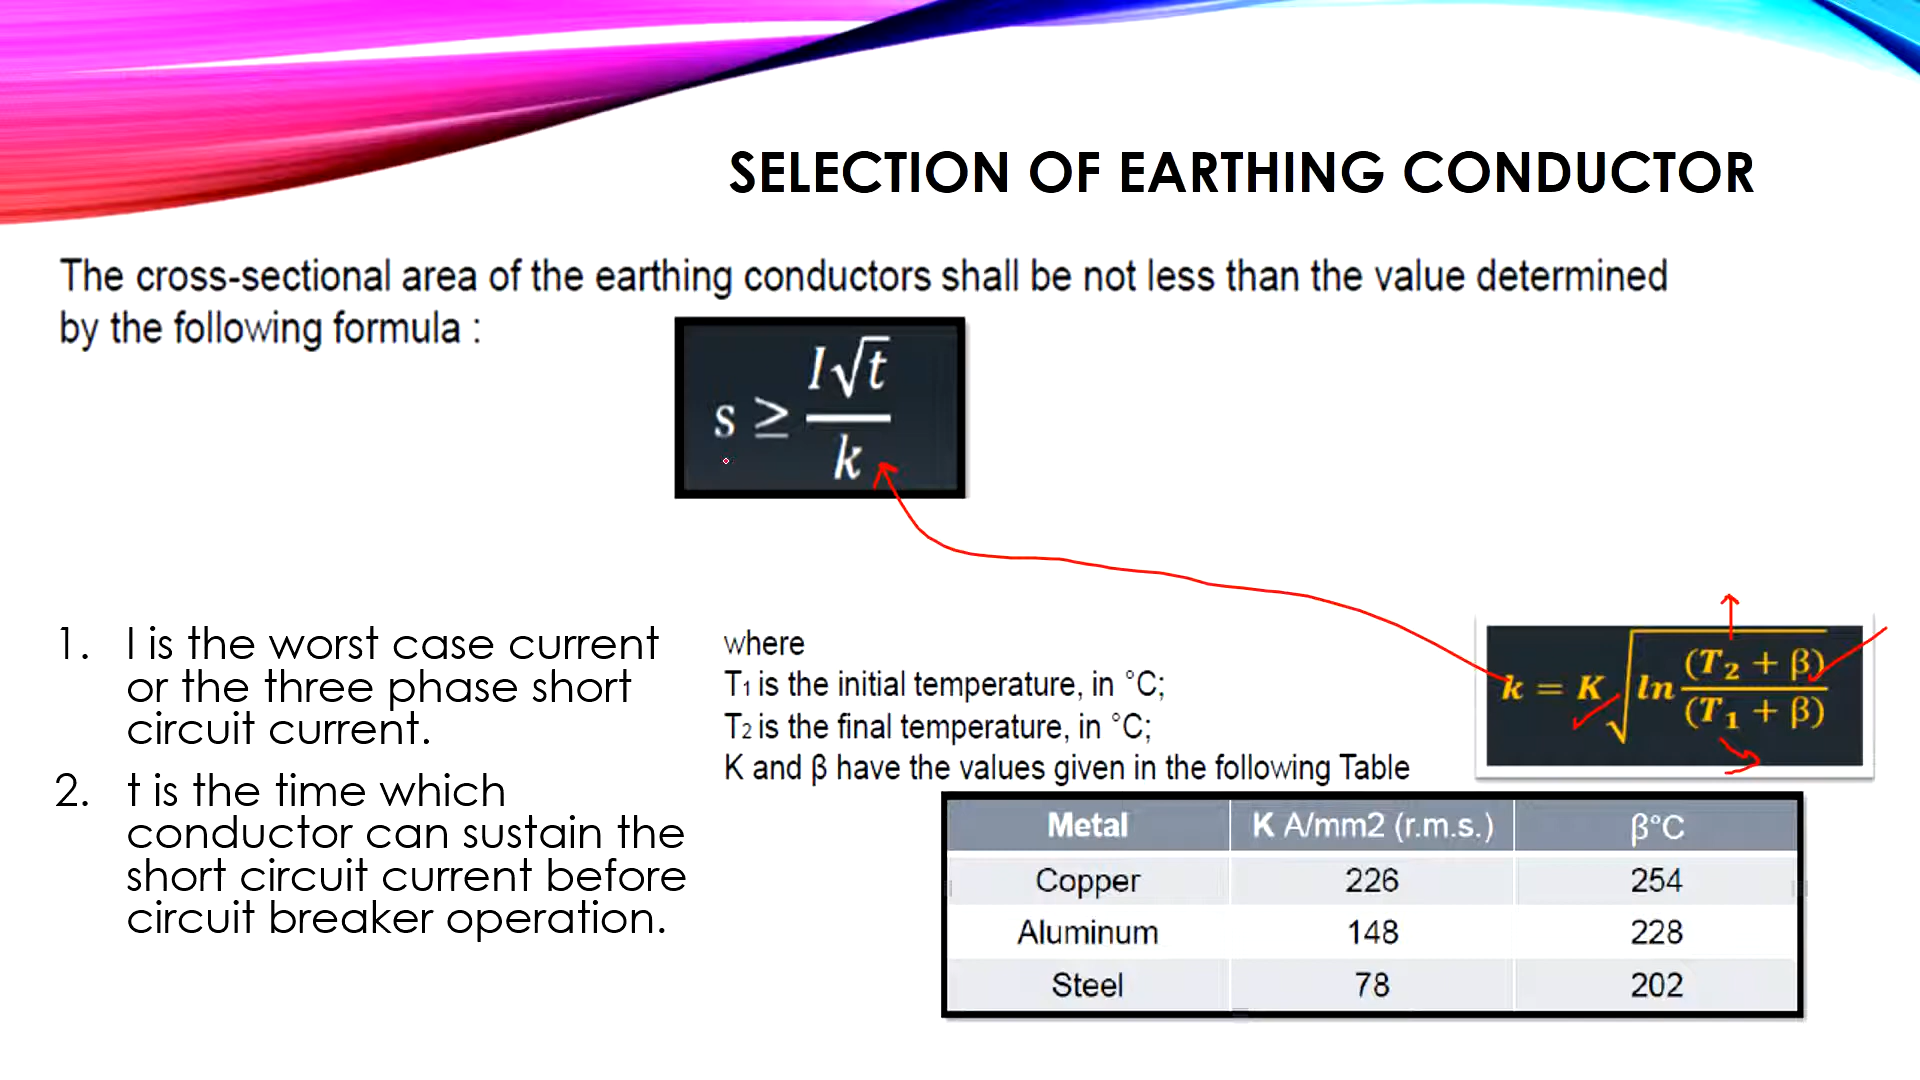 SELECTION OF EARTHING CONDUCTOR
The cross-sectional area of the earthing conductors shall be not less than the value determined
by the following formula :
s ≥ I√t / k
1. I is the worst case current
or the three phase short
circuit current.
2. t is the time which
conductor can sustain the
short circuit current before
circuit breaker operation.
where
T1 is the initial temperature, in °C;
T2 is the final temperature, in °C;
K and β have the values given in the following Table
k = K √ ln (T₂ + β) / (T₁ + β)
Metal K A/mm2 (r.m.s.) β°C
Copper 226 254
Aluminum 148 228
Steel 78 202